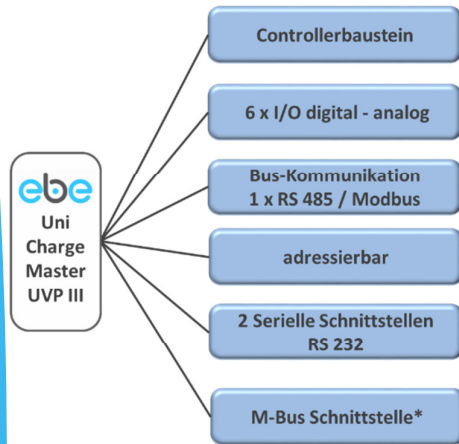 Controllerbaustein
6 x I/O digital - analog
Bus-Kommunikation
1 x RS 485 / Modbus
ebe
Uni
Charge
Master
UVP III
adressierbar
2 Serielle Schnittstellen
RS 232
M-Bus Schnittstelle*